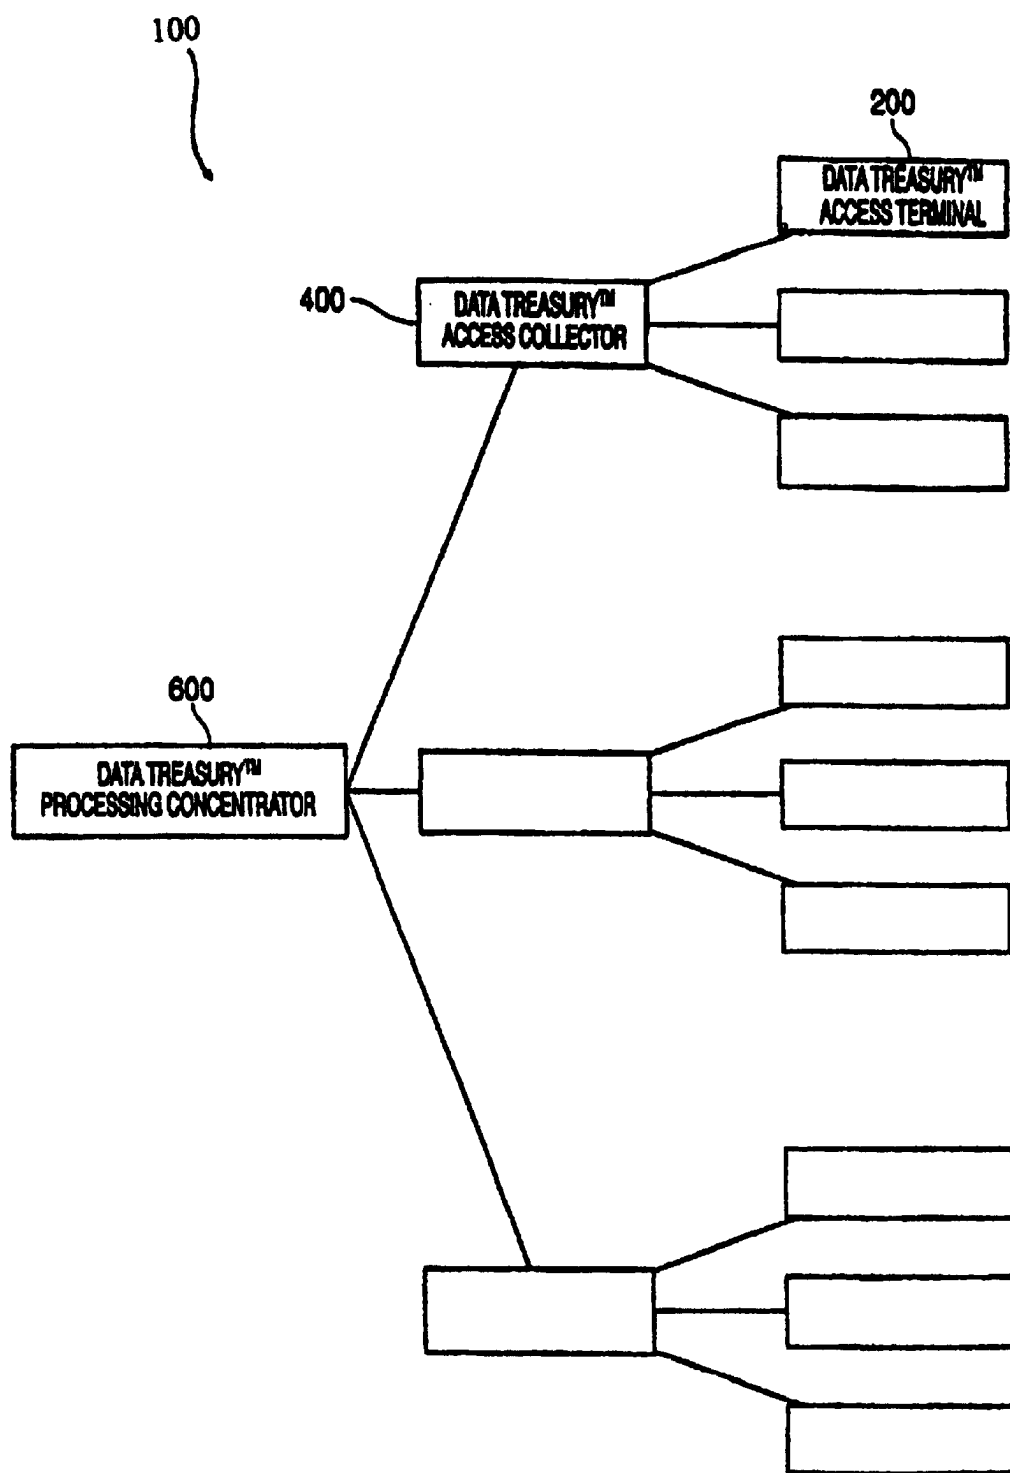 100
200
DATA TREASURY™
ACCESS TERMINAL
400
DATA TREASURY™
ACCESS COLLECTOR
600
DATA TREASURY™
PROCESSING CONCENTRATOR